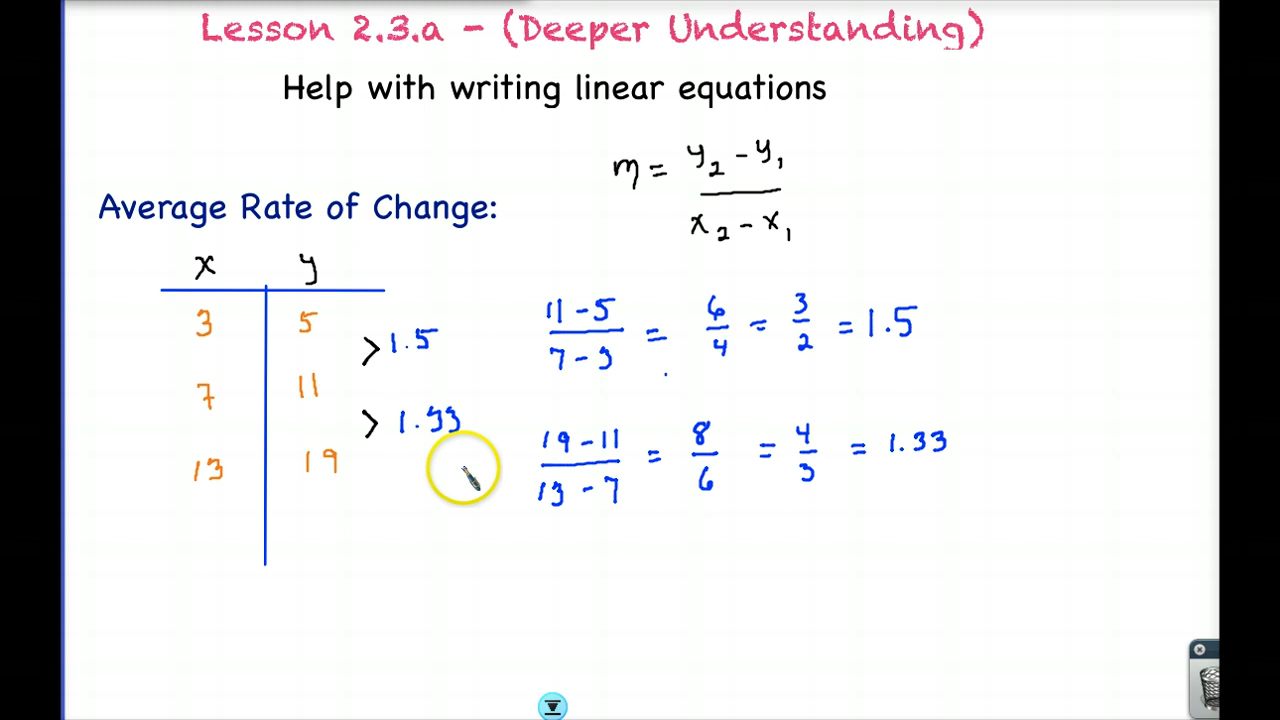 Lesson 2.3.a - (Deeper Understanding)
Help with writing linear equations
m = y₂ - y₁ / x₂ - x₁
Average Rate of Change:
x y
3 5
> 1.5
7 11
> 1.33
13 19
11 - 5 / 7 - 3 = 6/4 = 3/2 = 1.5
19 - 11 / 13 - 7 = 8/6 = 4/3 = 1.33